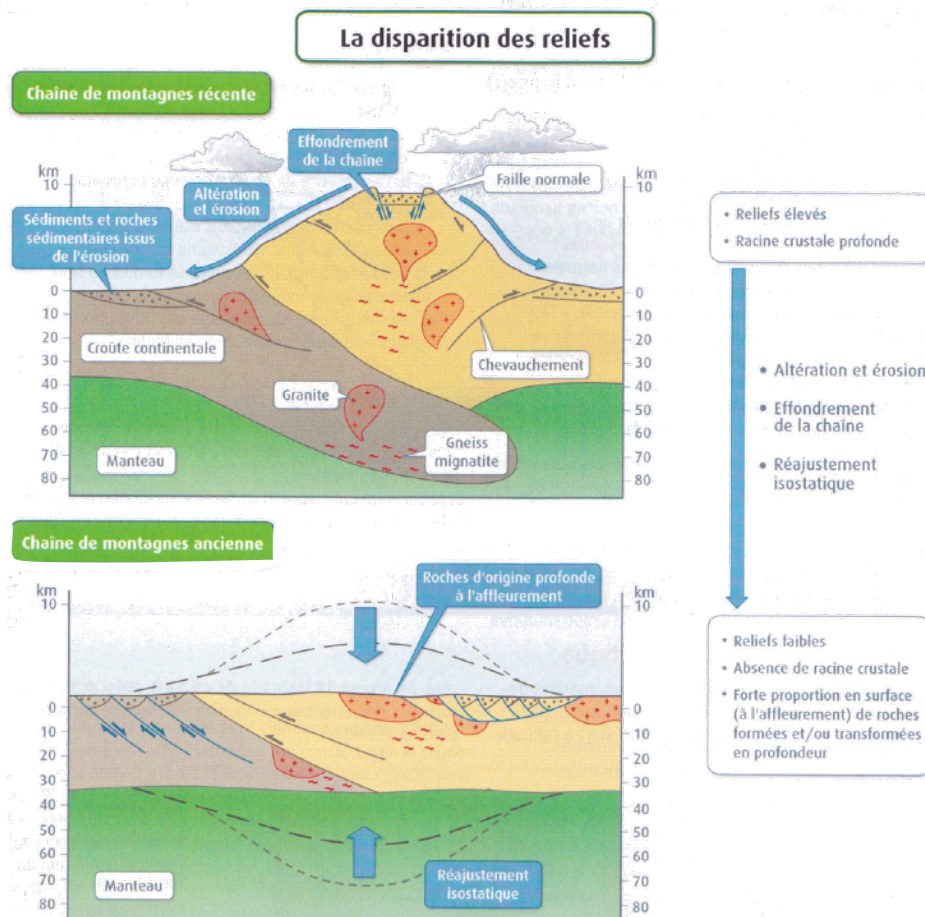 La disparition des reliefs
Chaîne de montagnes récente
Effondrement
de la chaîne
km
10
Altération
et érosion
Faille normale
km
10
Sédiments et roches
sédimentaires issus
de l'érosion
0
10
20
30
40
50
60
70
80
0
10
20
30
40
50
60
70
80
Croûte continentale
Chevauchement
Granite
Gneiss
mignatite
Manteau
• Reliefs élevés
• Racine crustale profonde
• Altération et érosion
• Effondrement
de la chaîne
• Réajustement
isostatique
Chaîne de montagnes ancienne
km
10
Roches d'origine profonde
à l'affleurement
km
10
0
10
20
30
40
50
60
70
80
0
10
20
30
40
50
60
70
80
Manteau
Réajustement
isostatique
• Reliefs faibles
• Absence de racine crustale
• Forte proportion en surface
(à l'affleurement) de roches
formées et/ou transformées
en profondeur